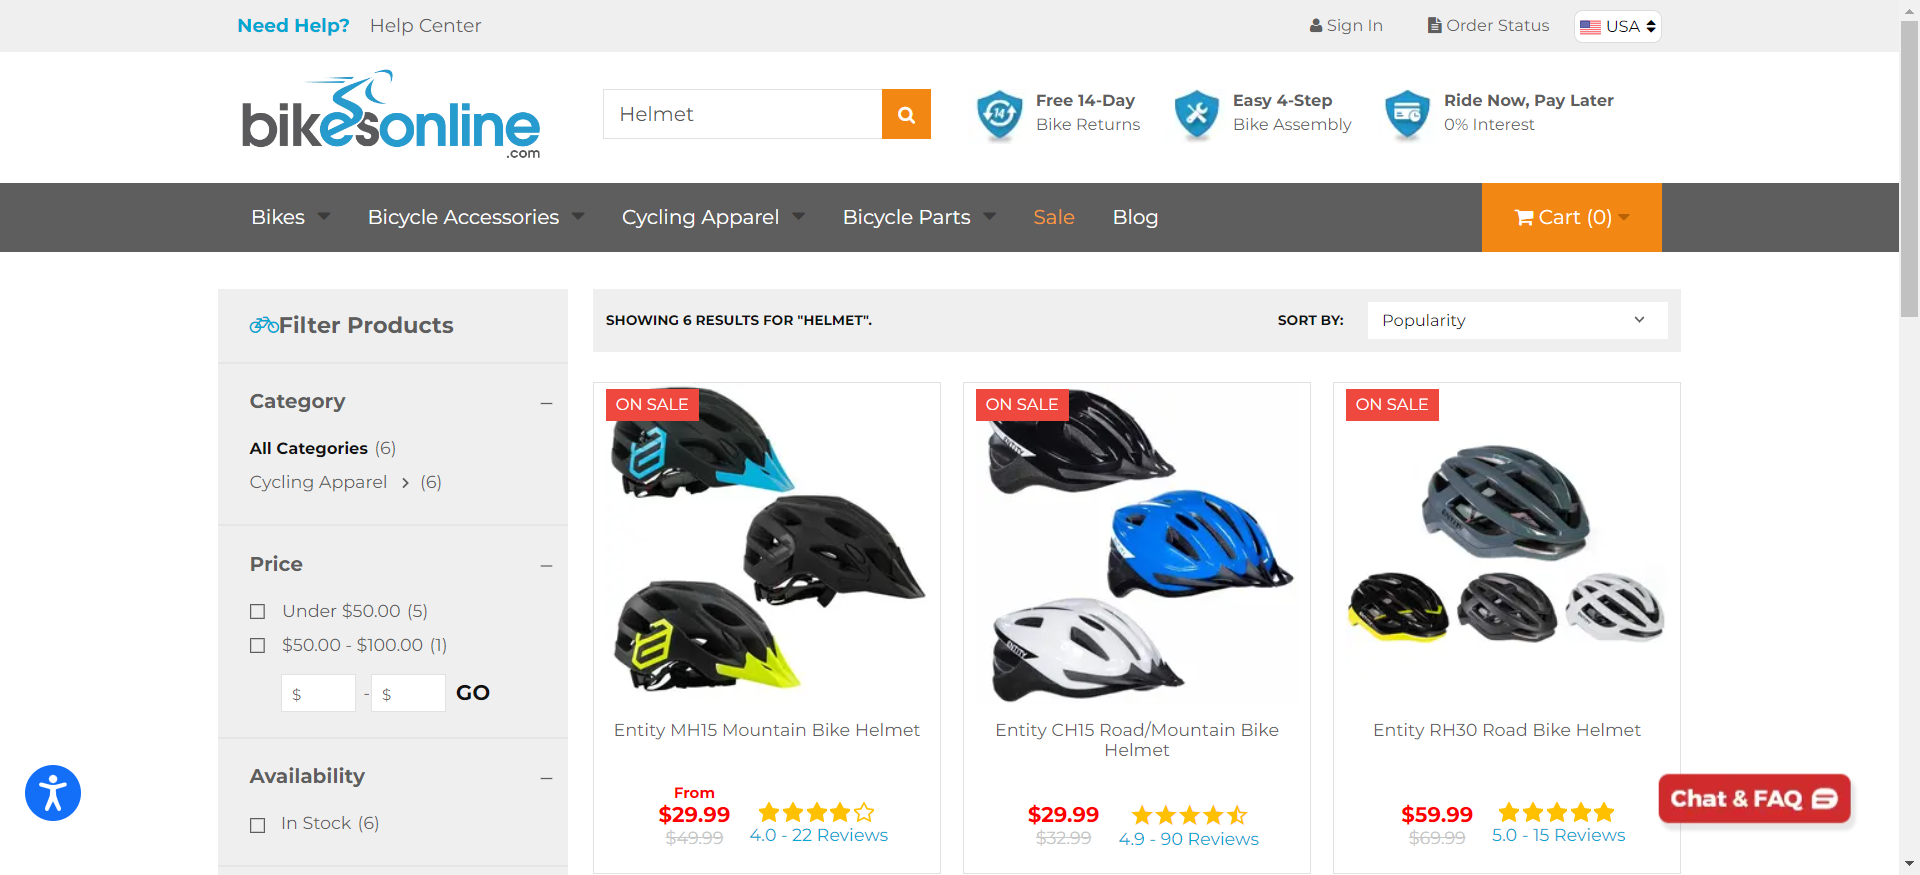 Need Help? Help Center
Sign In Order Status USA
bikesonline
.com
Helmet
Free 14-Day
Bike Returns
14
Easy 4-Step
Bike Assembly
Ride Now, Pay Later
0% Interest
Bikes Bicycle Accessories Cycling Apparel Bicycle Parts Sale Blog Cart (0)
Filter Products
Category
All Categories (6)
Cycling Apparel > (6)
Price
Under $50.00 (5)
$50.00 - $100.00 (1)
$ - $ GO
Availability
In Stock (6)
SHOWING 6 RESULTS FOR "HELMET".
SORT BY: Popularity
ON SALE
Entity MH15 Mountain Bike Helmet
From
$29.99
$49.99
4.0 - 22 Reviews
ON SALE
ENTITY
ENTITY
Entity CH15 Road/Mountain Bike
Helmet
$29.99
$32.99
4.9 - 90 Reviews
ON SALE
ENTITY
Entity RH30 Road Bike Helmet
$59.99
$69.99
5.0 - 15 Reviews
Chat & FAQ